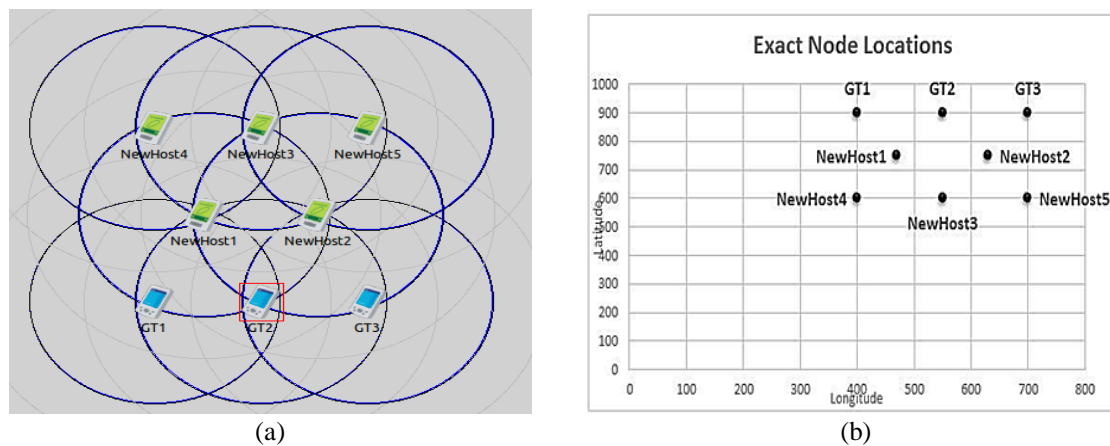 NewHost4
NewHost3
NewHost5
NewHost1
NewHost2
GT1
GT2
GT3
(a)
Exact Node Locations
1000
900
800
700
600
500
400
300
200
100
0
Latitude
GT1
GT2
GT3
NewHost1
NewHost2
NewHost4
NewHost3
NewHost5
0 100 200 300 400 500 600 700 800
Longitude
(b)